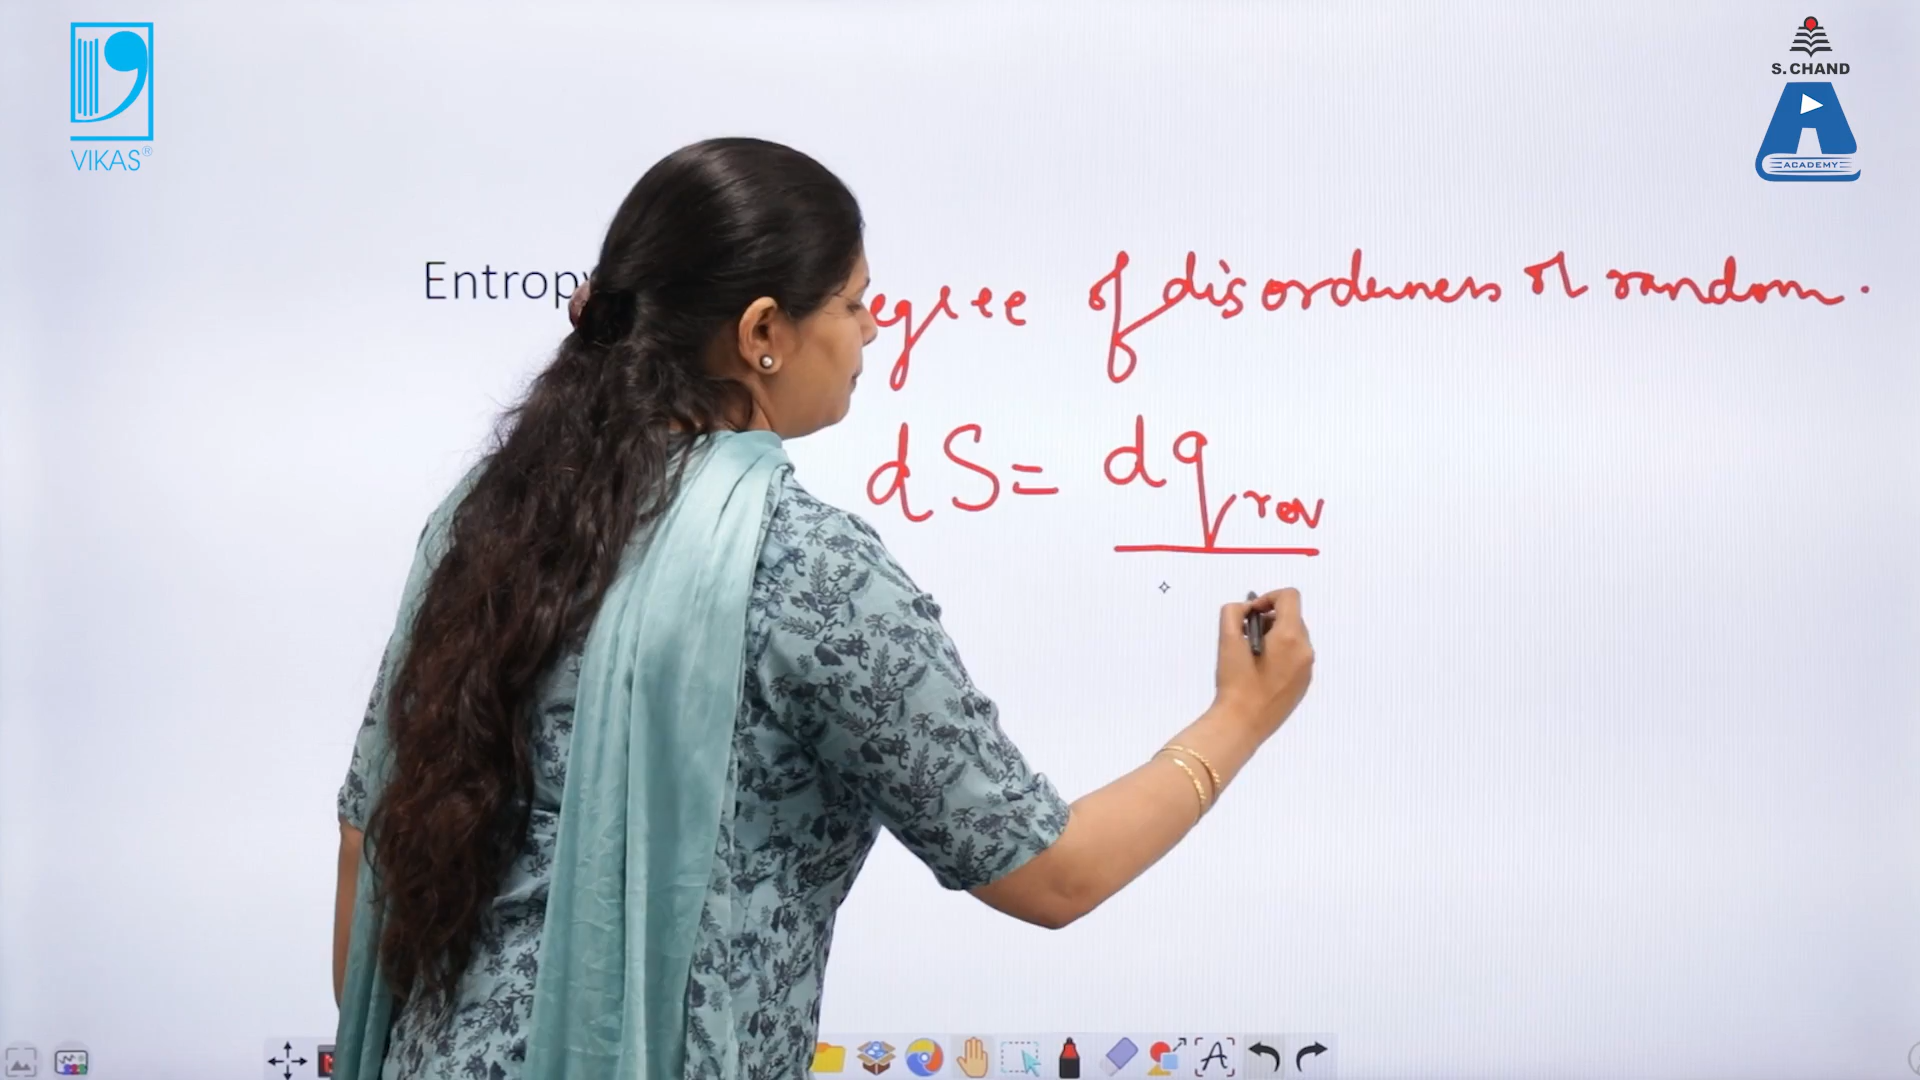 VIKAS®
S. CHAND
ACADEMY
Entropy
egree of disorderness or random.
dS = dq rev